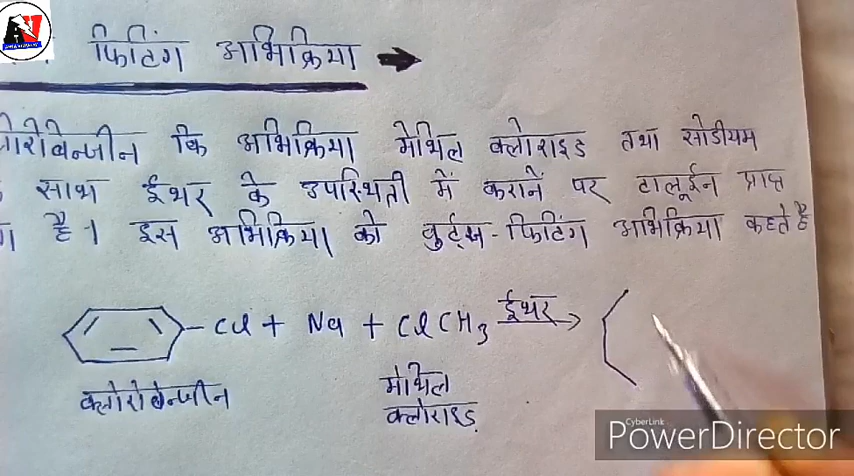 फिटिंग अभिक्रिया →
लोरोबेन्जीन कि अभिक्रिया मेथिल क्लोराइड तथा सोडीयम
साथ ईथर के उपस्थिती में करानें पर टालूईन प्राप्त
है। इस अभिक्रिया को वुर्ट्स-फिटिंग अभिक्रिया कहते है
Cl + Na + ClCH3 ईथर →
क्लोरोबेन्जीन मेथिल
क्लोराइड
CyberLink
PowerDirector